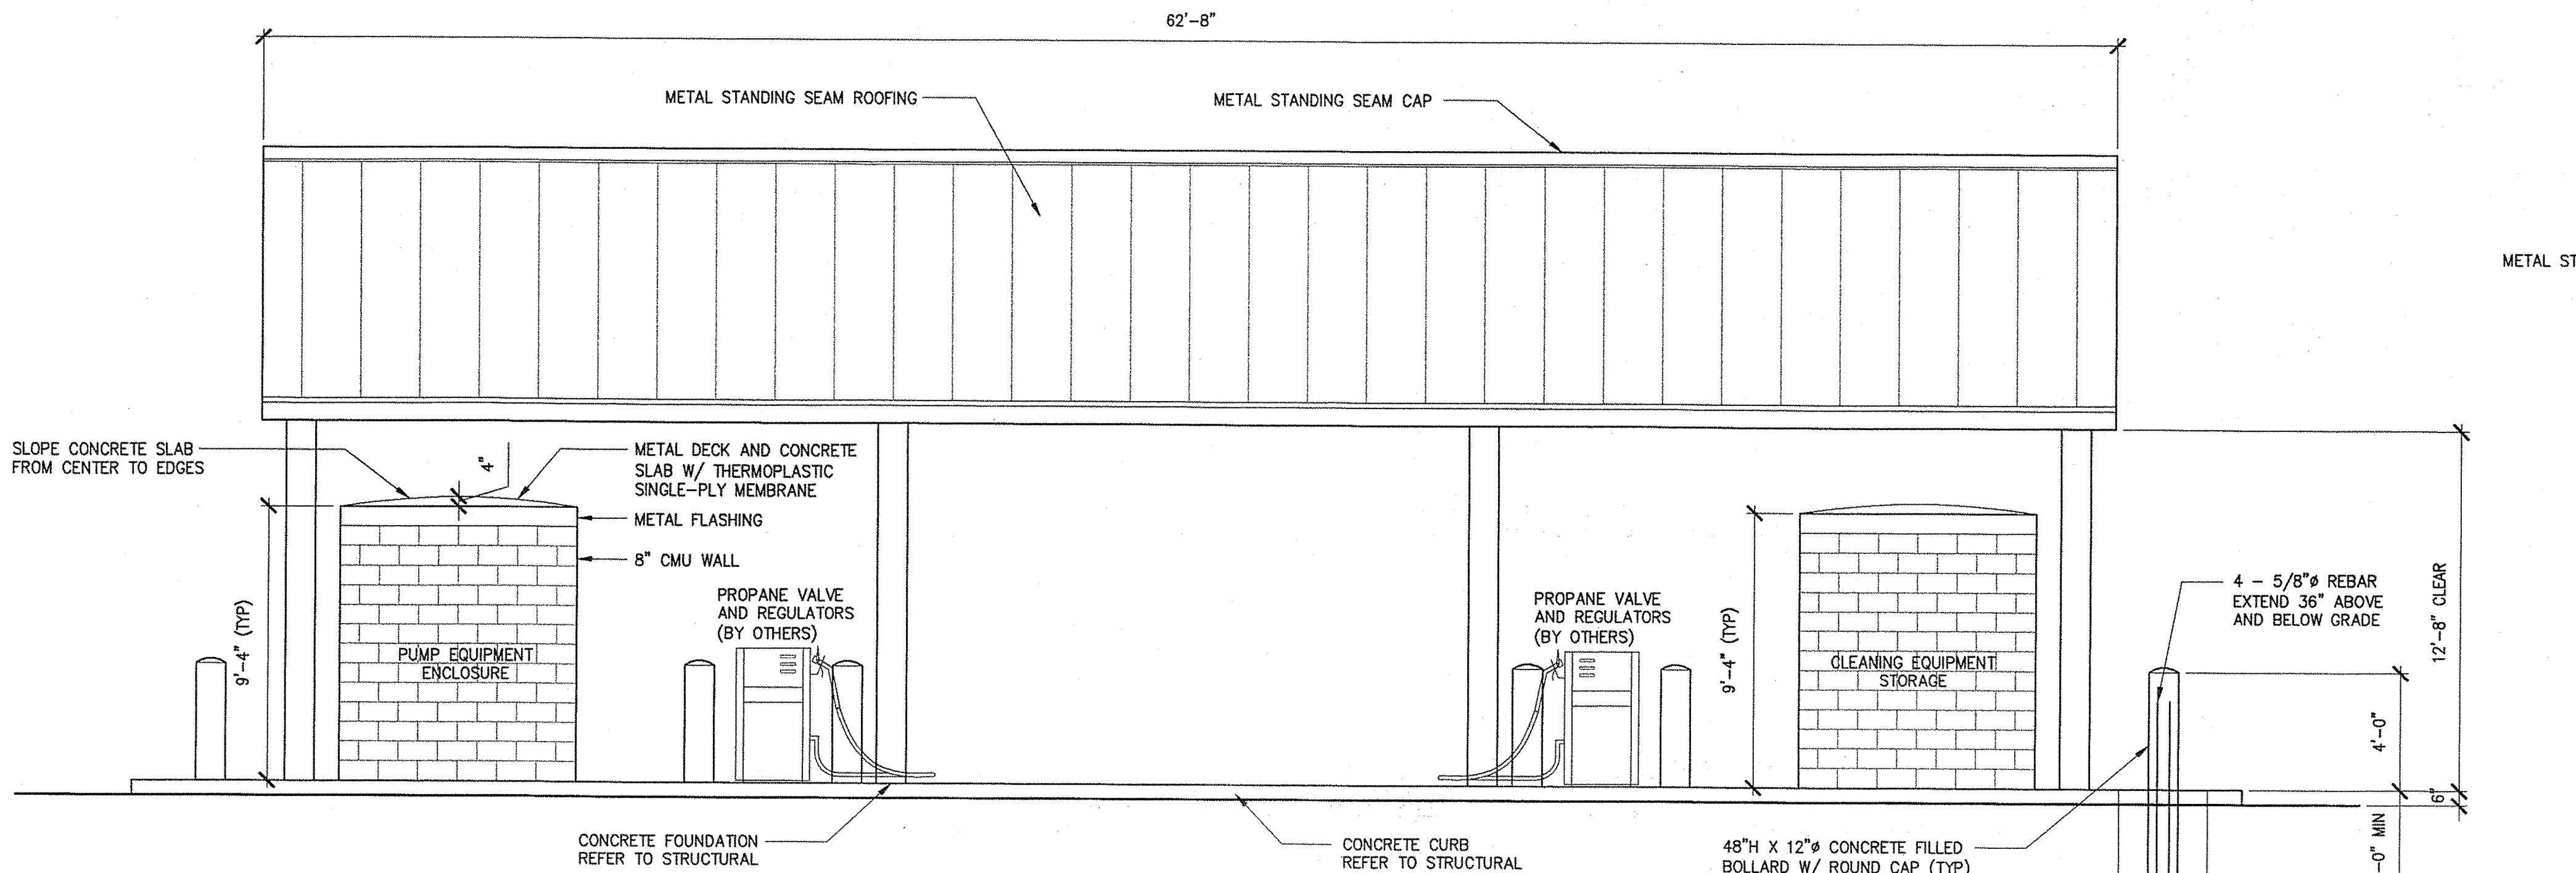 62'-8"
METAL STANDING SEAM ROOFING
METAL STANDING SEAM CAP
METAL ST
SLOPE CONCRETE SLAB
FROM CENTER TO EDGES
4"
METAL DECK AND CONCRETE
SLAB W/ THERMOPLASTIC
SINGLE-PLY MEMBRANE
METAL FLASHING
8" CMU WALL
9'-4" (TYP)
PUMP EQUIPMENT
ENCLOSURE
PROPANE VALVE
AND REGULATORS
(BY OTHERS)
PROPANE VALVE
AND REGULATORS
(BY OTHERS)
9'-4" (TYP)
CLEANING EQUIPMENT
STORAGE
4 - 5/8"ø REBAR
EXTEND 36" ABOVE
AND BELOW GRADE
12'-8" CLEAR
4'-0"
6"
-0" MIN
CONCRETE FOUNDATION
REFER TO STRUCTURAL
CONCRETE CURB
REFER TO STRUCTURAL
48"H X 12"ø CONCRETE FILLED
BOLLARD W/ ROUND CAP (TYP)